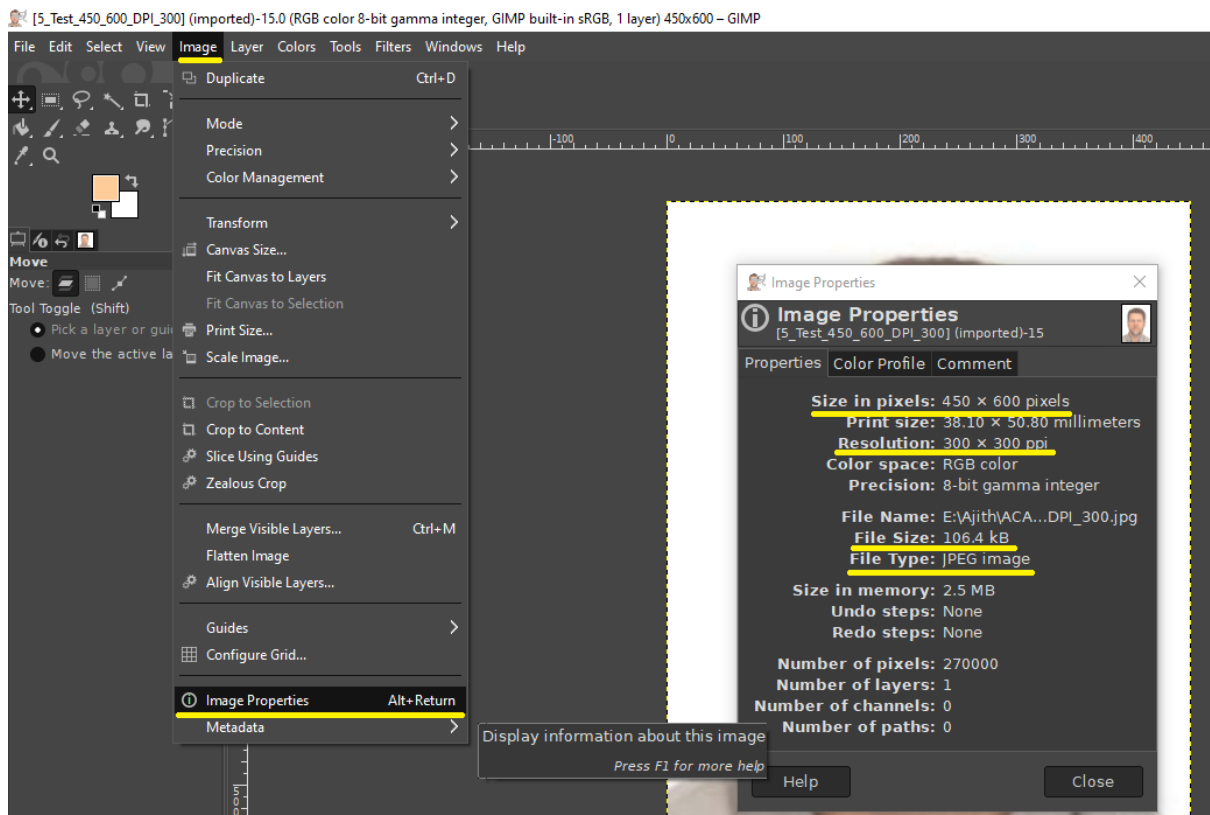 [5_Test_450_600_DPI_300] (imported)-15.0 (RGB color 8-bit gamma integer, GIMP built-in sRGB, 1 layer) 450x600 – GIMP
File Edit Select View Image Layer Colors Tools Filters Windows Help
Duplicate Ctrl+D
Mode
Precision
Color Management
Transform
Canvas Size...
Fit Canvas to Layers
Fit Canvas to Selection
Print Size...
Scale Image...
Crop to Selection
Crop to Content
Slice Using Guides
Zealous Crop
Merge Visible Layers... Ctrl+M
Flatten Image
Align Visible Layers...
Guides
Configure Grid...
Image Properties Alt+Return
Metadata
Display information about this image
Press F1 for more help
Move
Move:
Tool Toggle (Shift)
Pick a layer or gui
Move the active la
-100 0 100 200 300 400
500
Image Properties
Image Properties
[5_Test_450_600_DPI_300] (imported)-15
Properties Color Profile Comment
Size in pixels: 450 × 600 pixels
Print size: 38.10 × 50.80 millimeters
Resolution: 300 × 300 ppi
Color space: RGB color
Precision: 8-bit gamma integer
File Name: E:\Ajith\ACA...DPI_300.jpg
File Size: 106.4 kB
File Type: JPEG image
Size in memory: 2.5 MB
Undo steps: None
Redo steps: None
Number of pixels: 270000
Number of layers: 1
Number of channels: 0
Number of paths: 0
Help Close